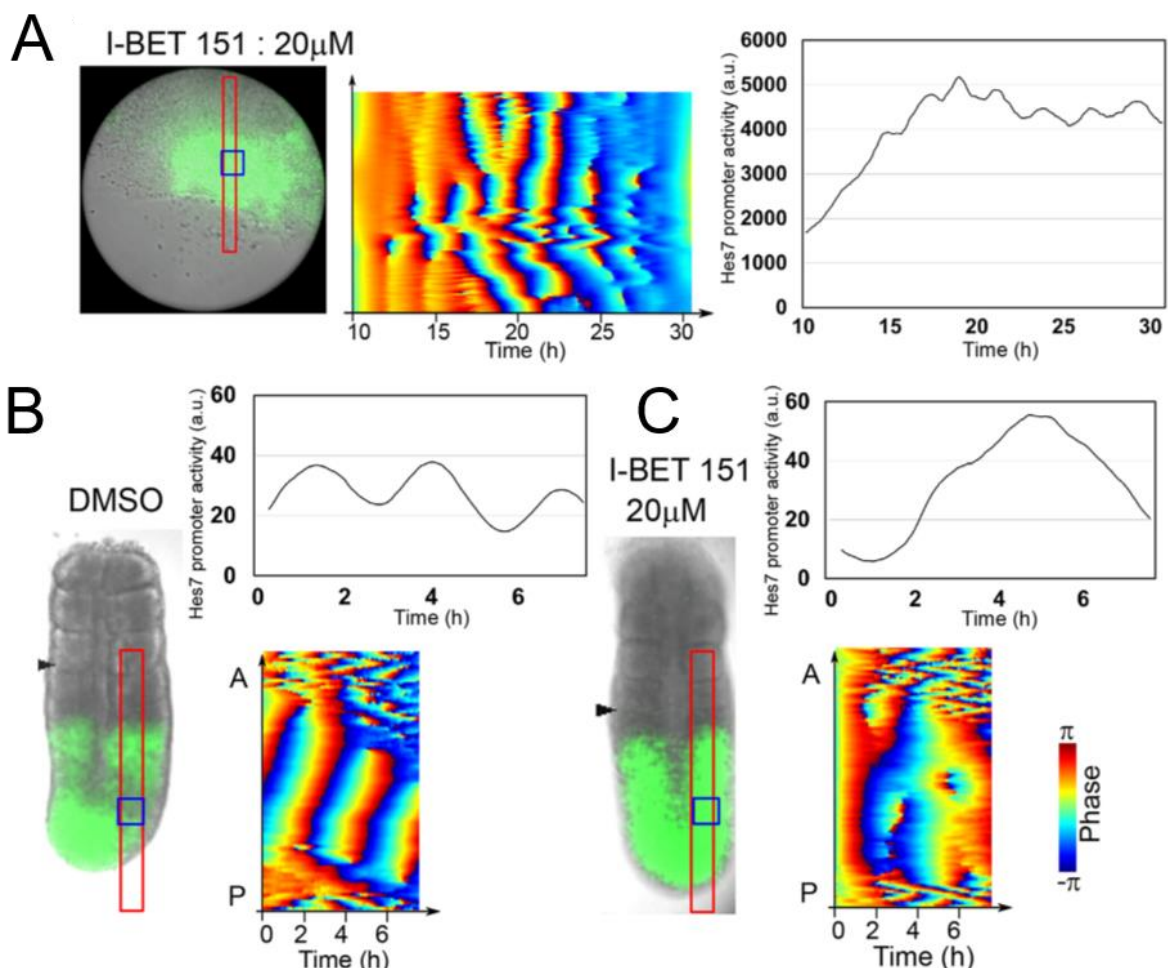 A
I-BET 151 : 20μM
10 15 20 25 30
Time (h)
Hes7 promoter activity (a.u.)
6000
5000
4000
3000
2000
1000
0
10 15 20 25 30
Time (h)
B
DMSO
Hes7 promoter activity (a.u.)
60
40
20
0
0 2 4 6
Time (h)
A
P
0 2 4 6
Time (h)
C
I-BET 151
20μM
Hes7 promoter activity (a.u.)
60
40
20
0
0 2 4 6
Time (h)
A
P
0 2 4 6
Time (h)
π
Phase
-π